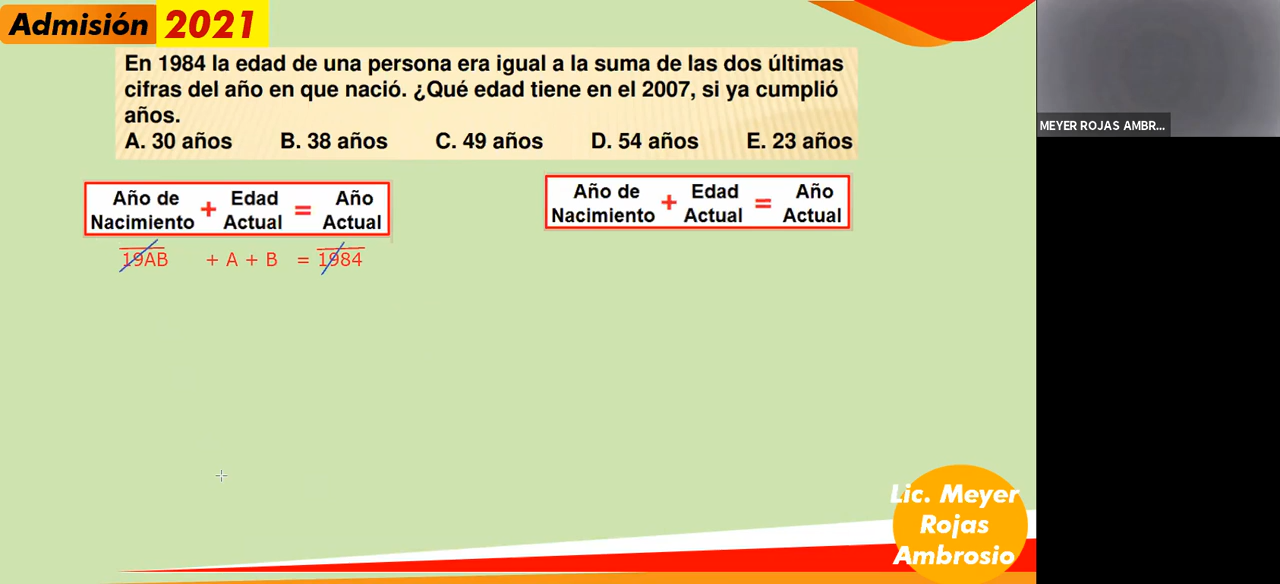 Admisión 2021
En 1984 la edad de una persona era igual a la suma de las dos últimas
cifras del año en que nació. ¿Qué edad tiene en el 2007, si ya cumplió
años.
A. 30 años B. 38 años C. 49 años D. 54 años E. 23 años
Año de Nacimiento + Edad Actual = Año Actual
19AB + A + B = 1984
Año de Nacimiento + Edad Actual = Año Actual
MEYER ROJAS AMBR...
Lic. Meyer
Rojas
Ambrosio